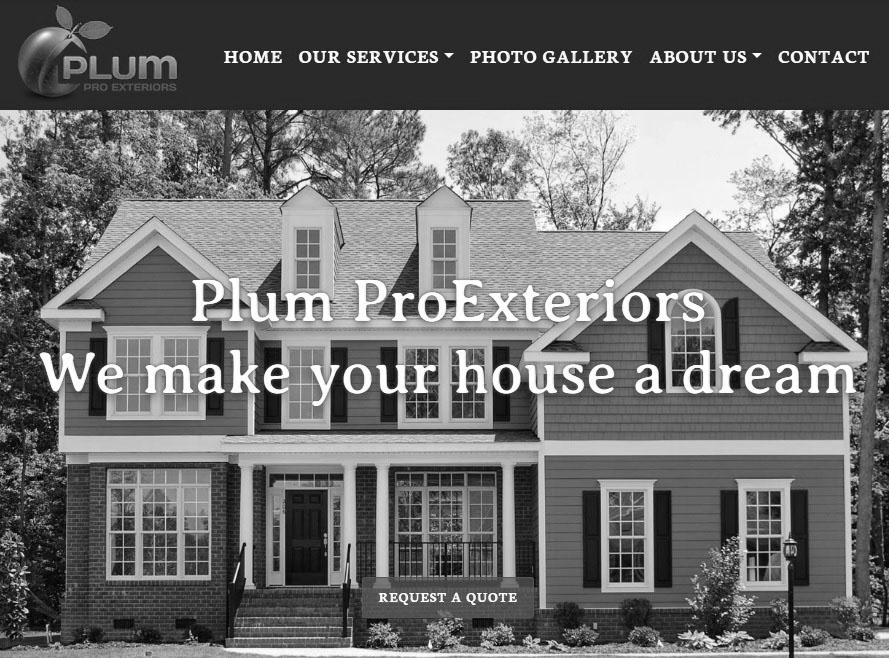 PLUM
PRO EXTERIORS
HOME OUR SERVICES PHOTO GALLERY ABOUT US CONTACT
Plum ProExteriors
We make your house a dream
REQUEST A QUOTE